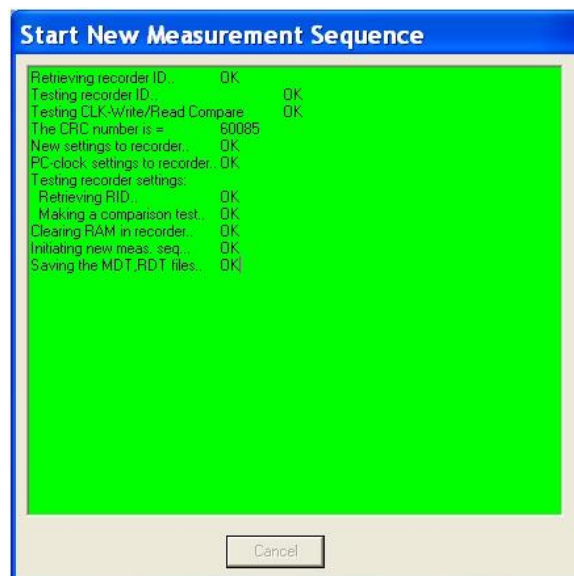 Start New Measurement Sequence
Retrieving recorder ID.. OK
Testing recorder ID.. OK
Testing CLK-Write/Read Compare OK
The CRC number is = 60085
New settings to recorder.. OK
PC-clock settings to recorder.. OK
Testing recorder settings:
Retrieving RID.. OK
Making a comparison test.. OK
Clearing RAM in recorder.. OK
Initiating new meas. seq... OK
Saving the MDT,RDT files.. OK
Cancel